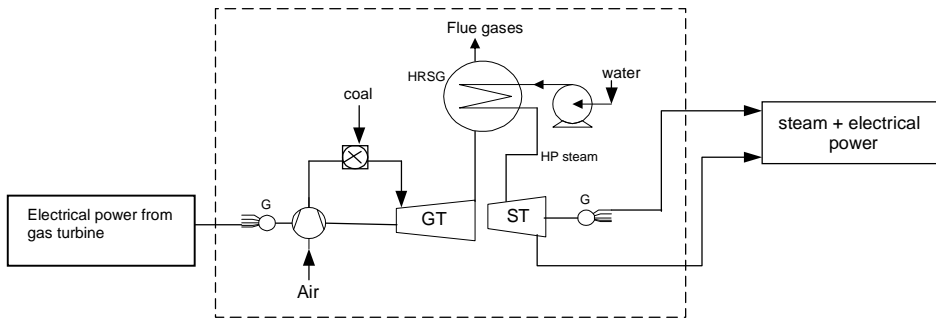 Flue gases
HRSG
water
coal
steam + electrical
power
HP steam
Electrical power from
gas turbine
G
GT
ST
G
Air